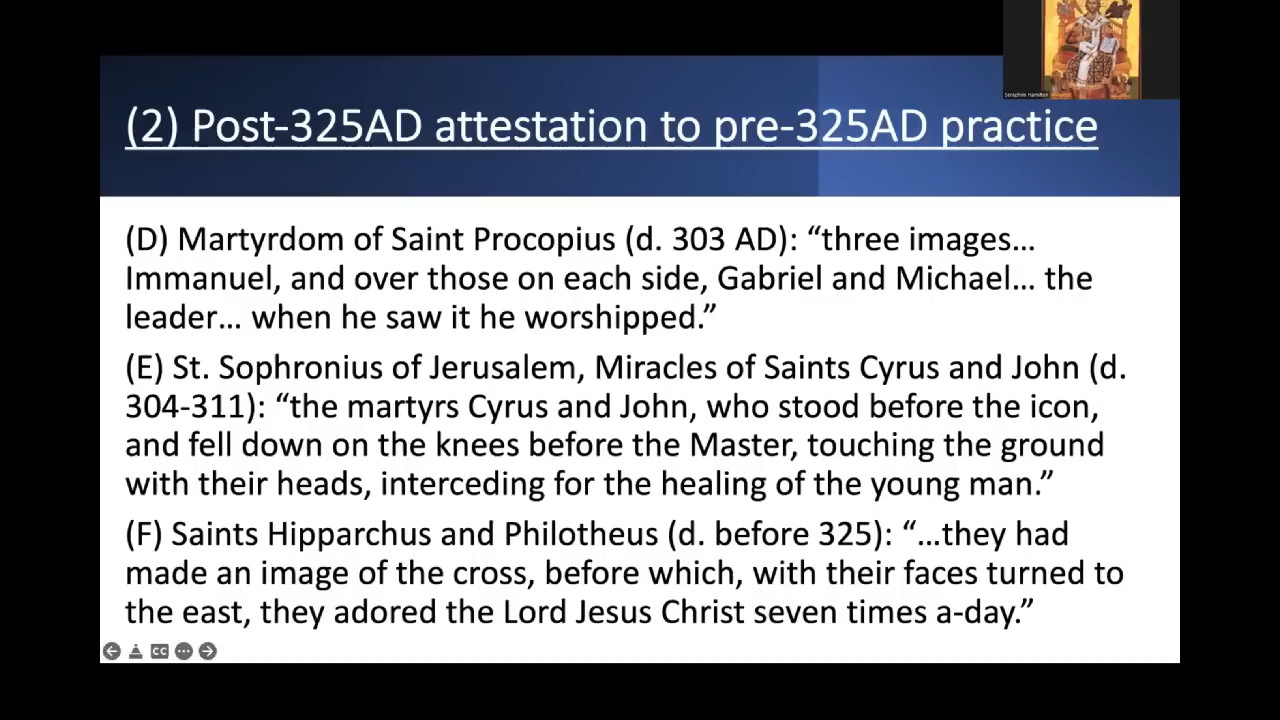 Seraphim Hamilton
(2) Post-325AD attestation to pre-325AD practice
(D) Martyrdom of Saint Procopius (d. 303 AD): “three images…
Immanuel, and over those on each side, Gabriel and Michael… the
leader… when he saw it he worshipped.”
(E) St. Sophronius of Jerusalem, Miracles of Saints Cyrus and John (d.
304-311): “the martyrs Cyrus and John, who stood before the icon,
and fell down on the knees before the Master, touching the ground
with their heads, interceding for the healing of the young man.”
(F) Saints Hipparchus and Philotheus (d. before 325): “…they had
made an image of the cross, before which, with their faces turned to
the east, they adored the Lord Jesus Christ seven times a-day.”
CC